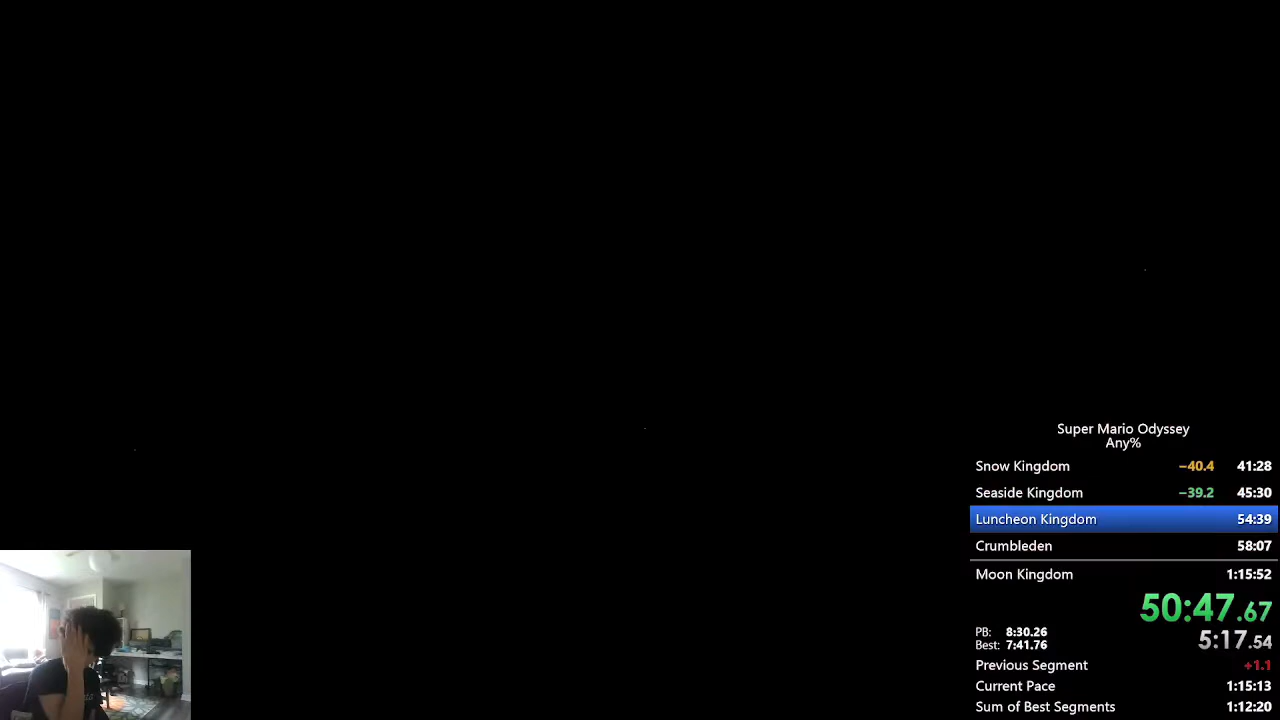 Super Mario Odyssey
Any%
Snow Kingdom −40.4 41:28
Seaside Kingdom −39.2 45:30
Luncheon Kingdom 54:39
Crumbleden 58:07
Moon Kingdom 1:15:52
50:47.67
PB: 8:30.26
Best: 7:41.76
5:17.54
Previous Segment +1.1
Current Pace 1:15:13
Sum of Best Segments 1:12:20